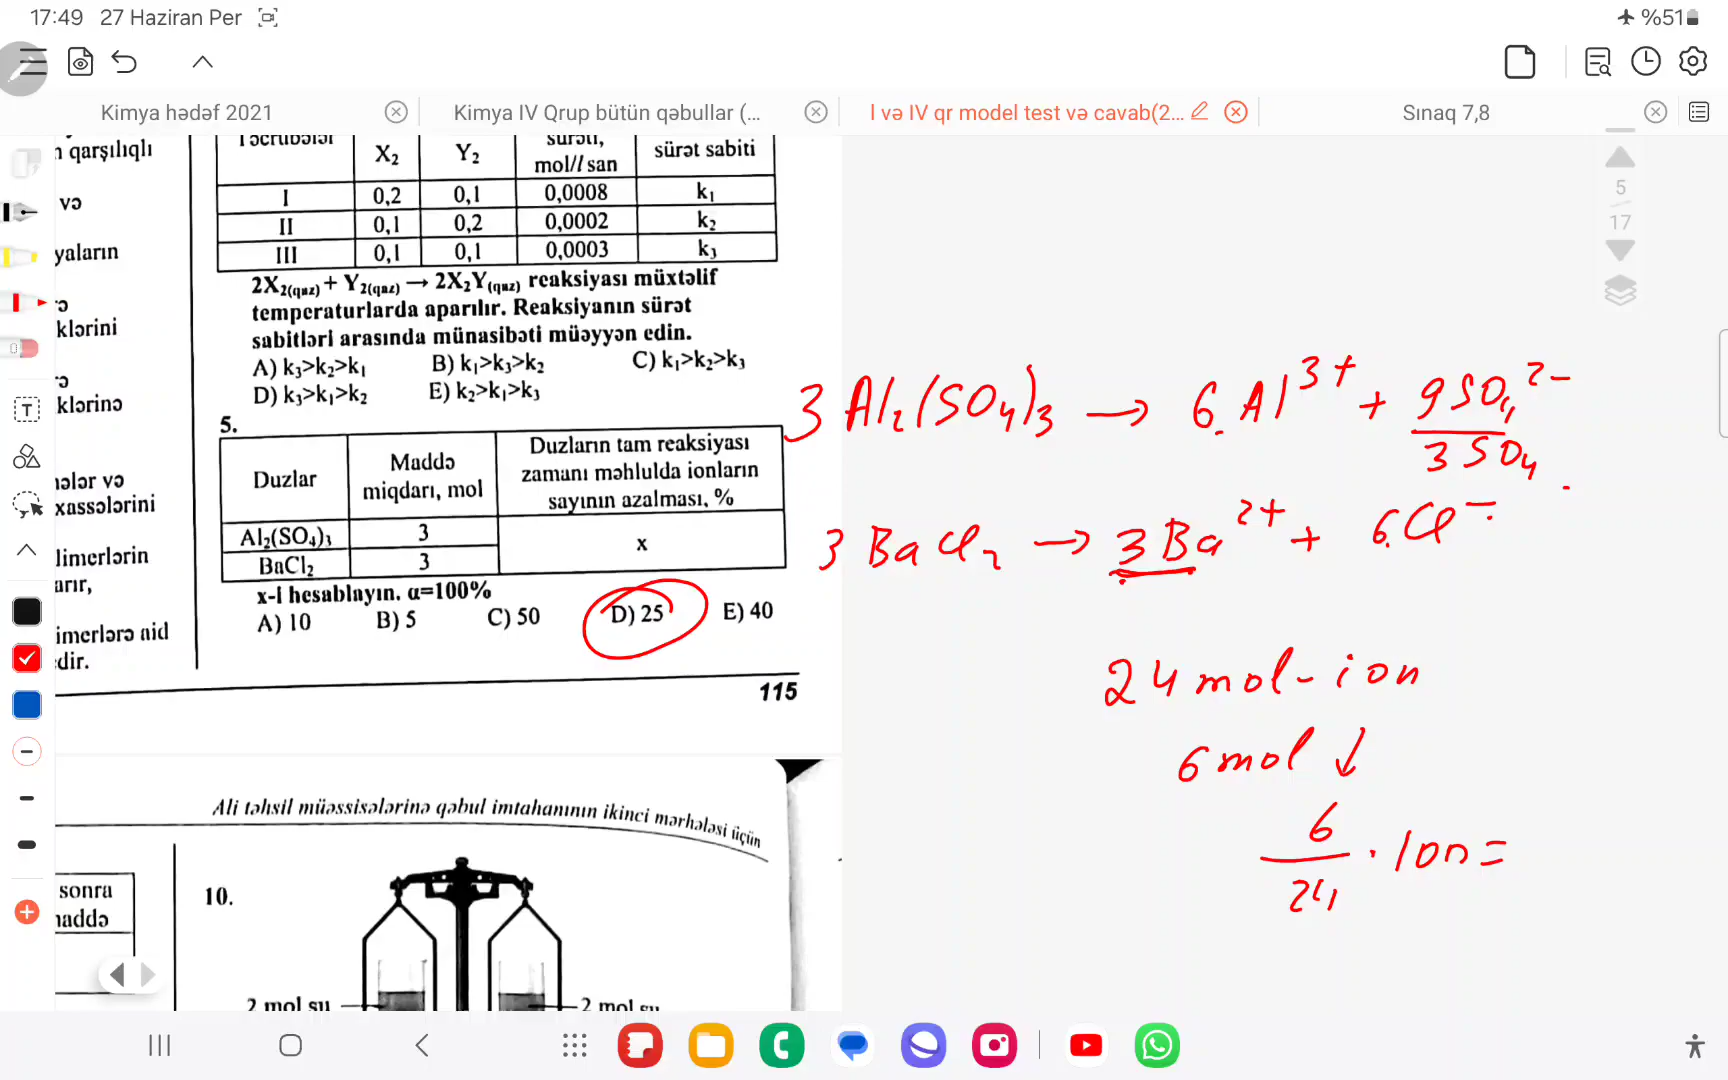 17:49 27 Haziran Per
%51
Kimya hədəf 2021
Kimya IV Qrup bütün qəbullar (...
I və IV qr model test və cavab(2...
Sınaq 7,8
5
17
n qarşılıqlı
və
yaların
klərini
klərinə
xassələrini
limerlərin
arır,
imerlərə aid
dir.
Təcrübələr
X₂
Y₂
sürəti,
mol/l san
sürət sabiti
I 0,2 0,1 0,0008 k₁
II 0,1 0,2 0,0002 k₂
III 0,1 0,1 0,0003 k₃
2X₂(qaz) + Y₂(qaz) → 2X₂Y(qaz) reaksiyası müxtəlif
temperaturlarda aparılır. Reaksiyanın sürət
sabitləri arasında münasibəti müəyyən edin.
A) k₃>k₂>k₁ B) k₁>k₃>k₂ C) k₁>k₂>k₃
D) k₃>k₁>k₂ E) k₂>k₁>k₃
5.
Duzlar
Maddə
miqdarı, mol
Duzların tam reaksiyası
zamanı məhlulda ionların
sayının azalması, %
Al₂(SO₄)₃ 3
x
BaCl₂ 3
x-i hesablayın. α=100%
A) 10 B) 5 C) 50 D) 25 E) 40
115
3 Al₂(SO₄)₃ → 6 Al³⁺ + 9SO₄²⁻
3 SO₄
3 BaCl₂ → 3Ba²⁺ + 6Cl⁻
24 mol-ion
6 mol ↓
6
24
· 100 =
Ali təhsil müəssisələrinə qəbul imtahanının ikinci mərhələsi üçün
sonra
maddə
10.
2 mol su
2 mol su